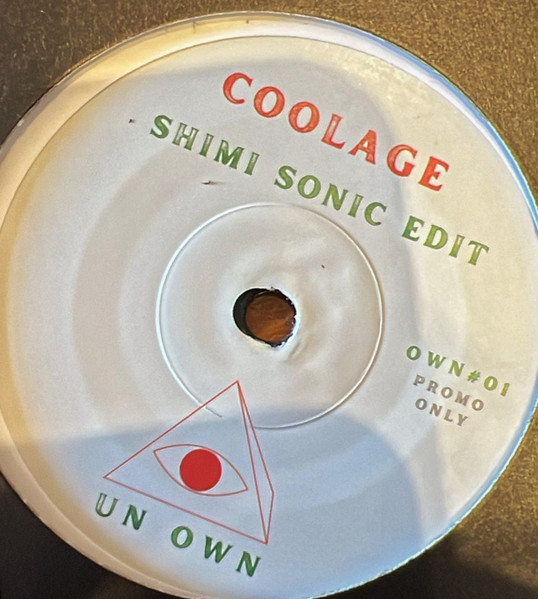 COOLAGE
SHIMI SONIC EDIT
OWN#01
PROMO
ONLY
UN OWN